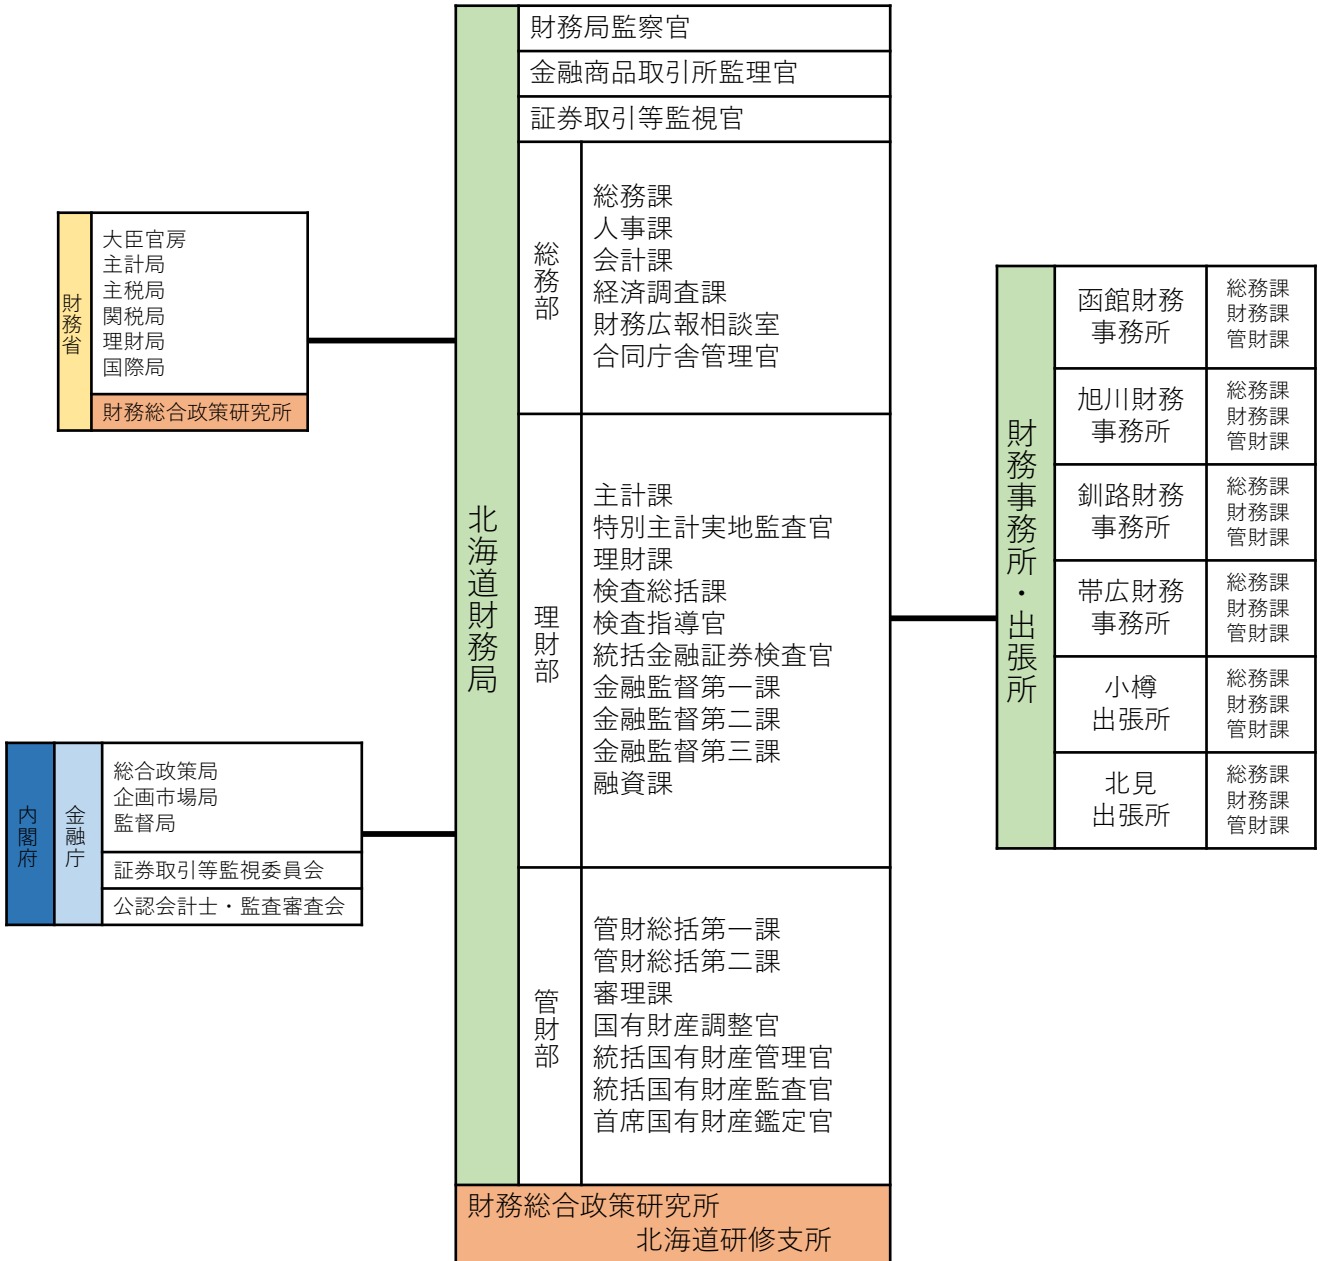 財務省
大臣官房
主計局
主税局
関税局
理財局
国際局
財務総合政策研究所
内閣府
金融庁
総合政策局
企画市場局
監督局
証券取引等監視委員会
公認会計士・監査審査会
北海道財務局
財務局監察官
金融商品取引所監理官
証券取引等監視官
総務部
総務課
人事課
会計課
経済調査課
財務広報相談室
合同庁舎管理官
理財部
主計課
特別主計実地監査官
理財課
検査総括課
検査指導官
統括金融証券検査官
金融監督第一課
金融監督第二課
金融監督第三課
融資課
管財部
管財総括第一課
管財総括第二課
審理課
国有財産調整官
統括国有財産管理官
統括国有財産監査官
首席国有財産鑑定官
財務総合政策研究所
北海道研修支所
財務事務所・出張所
函館財務
事務所
総務課
財務課
管財課
旭川財務
事務所
総務課
財務課
管財課
釧路財務
事務所
総務課
財務課
管財課
帯広財務
事務所
総務課
財務課
管財課
小樽
出張所
総務課
財務課
管財課
北見
出張所
総務課
財務課
管財課